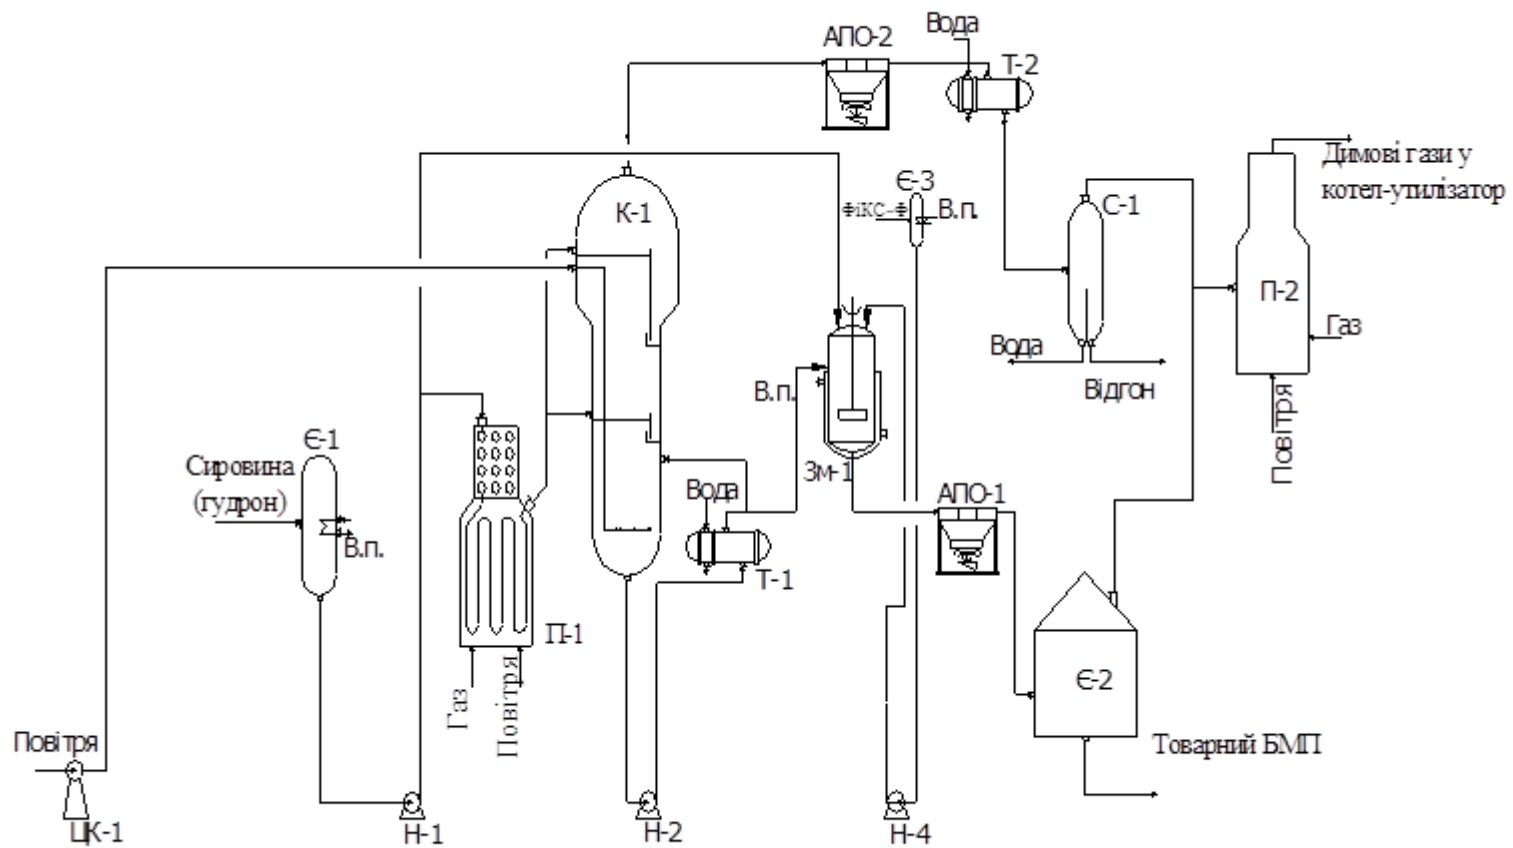 Вода
АПО-2
Т-2
Димові гази у
котел-утилізатор
Є-3
К-1
ФіКС-Ф
В.п.
С-1
П-2
Газ
Вода
Відгон
В.п.
Повітря
Є-1
Сировина
(гудрон)
Зм-1
Вода
АПО-1
В.п.
Т-1
П-1
Є-2
Газ
Повітря
Повітря
Товарний БМП
ЦК-1
Н-1
Н-2
Н-4